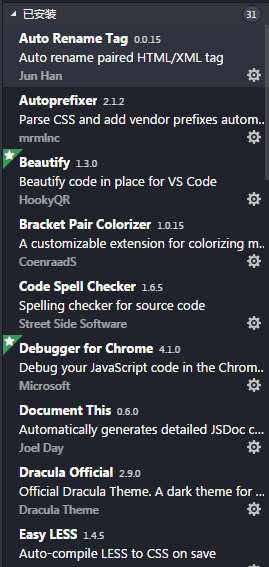 已安装 31
Auto Rename Tag 0.0.15
Auto rename paired HTML/XML tag
Jun Han
Autoprefixer 2.1.2
Parse CSS and add vendor prefixes autom...
mrmlnc
Beautify 1.3.0
Beautify code in place for VS Code
HookyQR
Bracket Pair Colorizer 1.0.15
A customizable extension for colorizing m...
CoenraadS
Code Spell Checker 1.6.5
Spelling checker for source code
Street Side Software
Debugger for Chrome 4.1.0
Debug your JavaScript code in the Chrom...
Microsoft
Document This 0.6.0
Automatically generates detailed JSDoc c...
Joel Day
Dracula Official 2.9.0
Official Dracula Theme. A dark theme for ...
Dracula Theme
Easy LESS 1.4.5
Auto-compile LESS to CSS on save